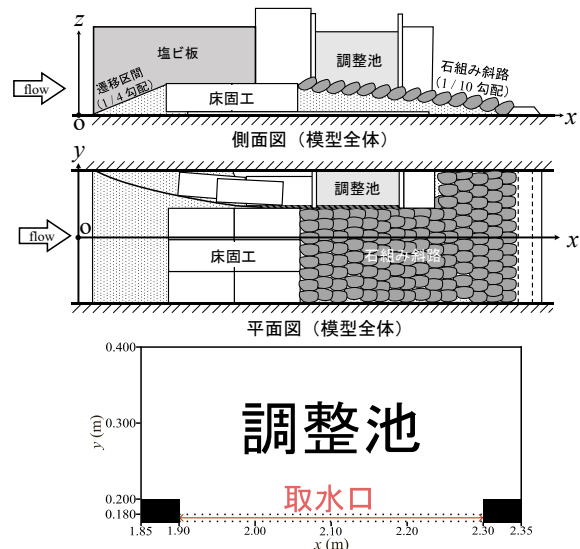 z
塩ビ板
調整池
石組み斜路
(1/10 勾配)
遷移区間
(1/4 勾配)
flow
床固工
o
x
側面図（模型全体）
y
調整池
flow
o
x
床固工
石組み斜路
平面図（模型全体）
0.400
0.300
y (m)
調整池
0.200
0.180
取水口
1.85 1.90 2.00 2.10 2.20 2.30 2.35
x (m)